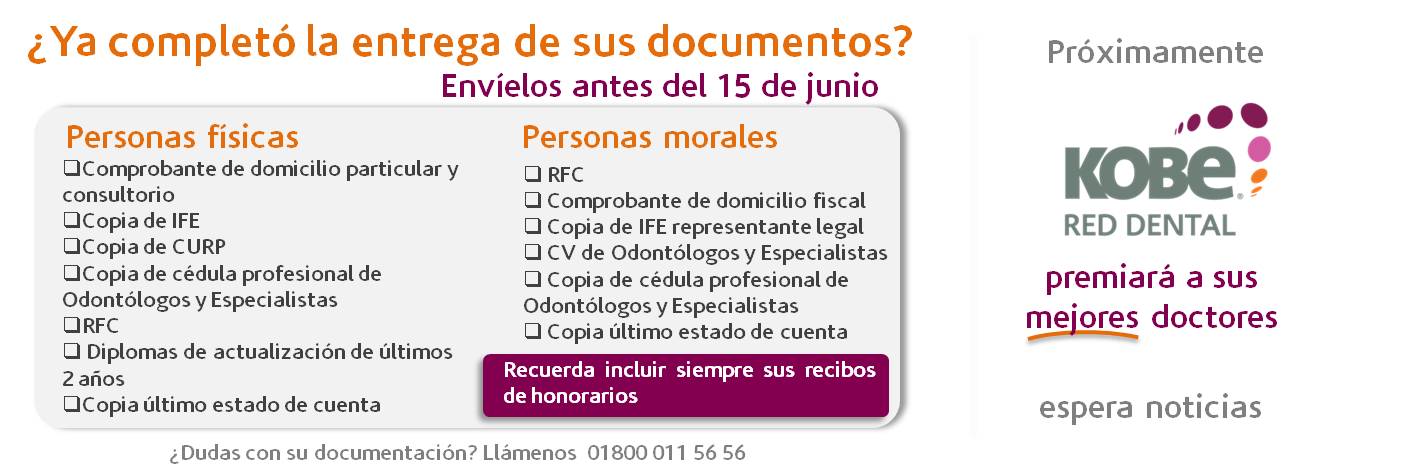 ¿Ya completó la entrega de sus documentos?
Envíelos antes del 15 de junio
Personas físicas
❑Comprobante de domicilio particular y
consultorio
❑Copia de IFE
❑Copia de CURP
❑Copia de cédula profesional de
Odontólogos y Especialistas
❑RFC
❑ Diplomas de actualización de últimos
2 años
❑Copia último estado de cuenta
Personas morales
❑ RFC
❑ Comprobante de domicilio fiscal
❑ Copia de IFE representante legal
❑ CV de Odontólogos y Especialistas
❑ Copia de cédula profesional de
Odontólogos y Especialistas
❑ Copia último estado de cuenta
Recuerda incluir siempre sus recibos
de honorarios
¿Dudas con su documentación? Llámenos 01800 011 56 56
Próximamente
KOBe
RED DENTAL
premiará a sus
mejores doctores
espera noticias